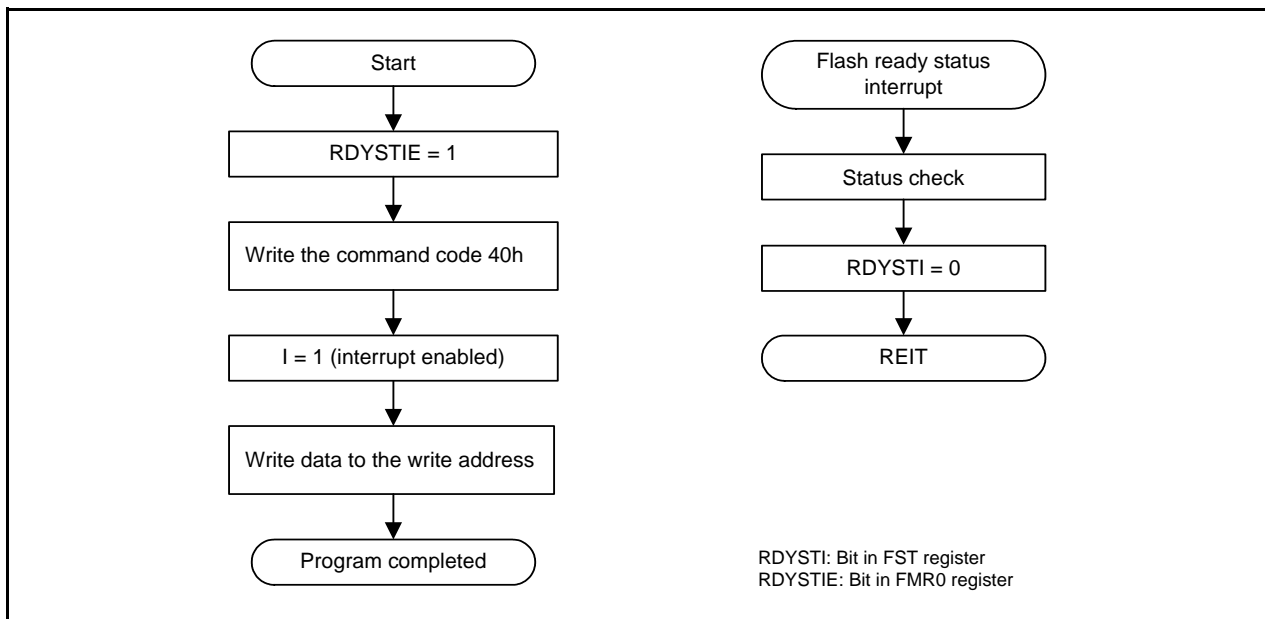 Start
RDYSTIE = 1
Write the command code 40h
I = 1 (interrupt enabled)
Write data to the write address
Program completed
Flash ready status
interrupt
Status check
RDYSTI = 0
REIT
RDYSTI: Bit in FST register
RDYSTIE: Bit in FMR0 register